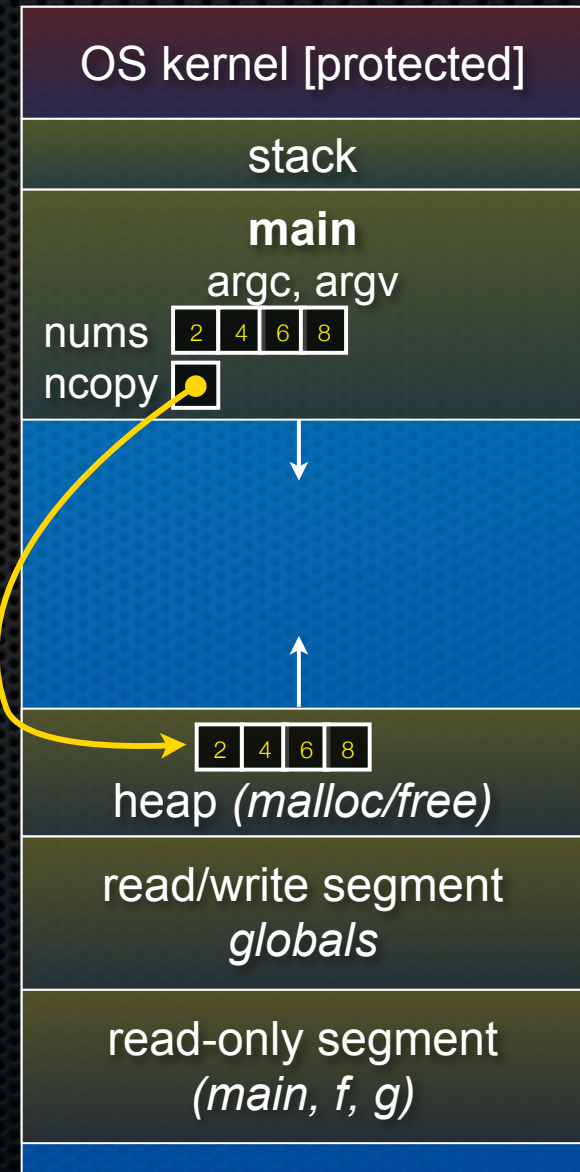 OS kernel [protected]
stack
main
argc, argv
nums 2 4 6 8
ncopy
2 4 6 8
heap (malloc/free)
read/write segment
globals
read-only segment
(main, f, g)